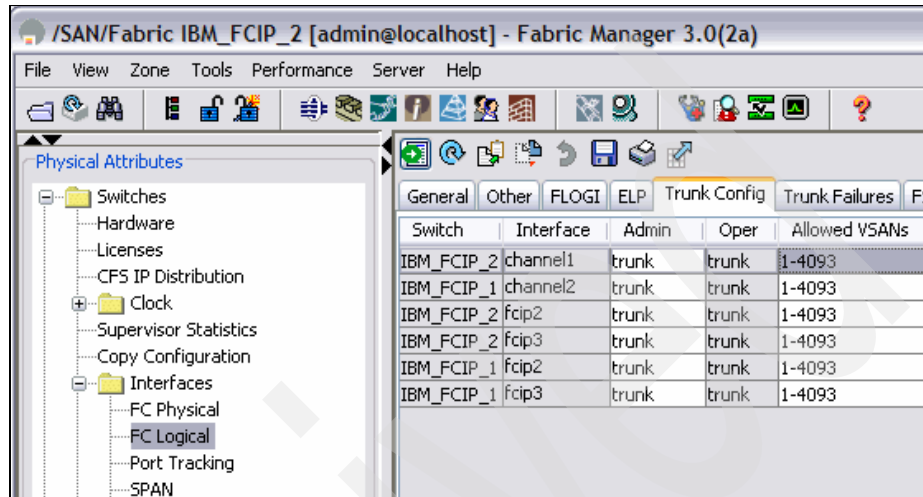 /SAN/Fabric IBM_FCIP_2 [admin@localhost] - Fabric Manager 3.0(2a)
File View Zone Tools Performance Server Help
Physical Attributes
Switches
Hardware
Licenses
CFS IP Distribution
Clock
Supervisor Statistics
Copy Configuration
Interfaces
FC Physical
FC Logical
Port Tracking
SPAN
General Other FLOGI ELP Trunk Config Trunk Failures
Switch Interface Admin Oper Allowed VSANs
IBM_FCIP_2 channel1 trunk trunk 1-4093
IBM_FCIP_1 channel2 trunk trunk 1-4093
IBM_FCIP_2 fcip2 trunk trunk 1-4093
IBM_FCIP_2 fcip3 trunk trunk 1-4093
IBM_FCIP_1 fcip2 trunk trunk 1-4093
IBM_FCIP_1 fcip3 trunk trunk 1-4093